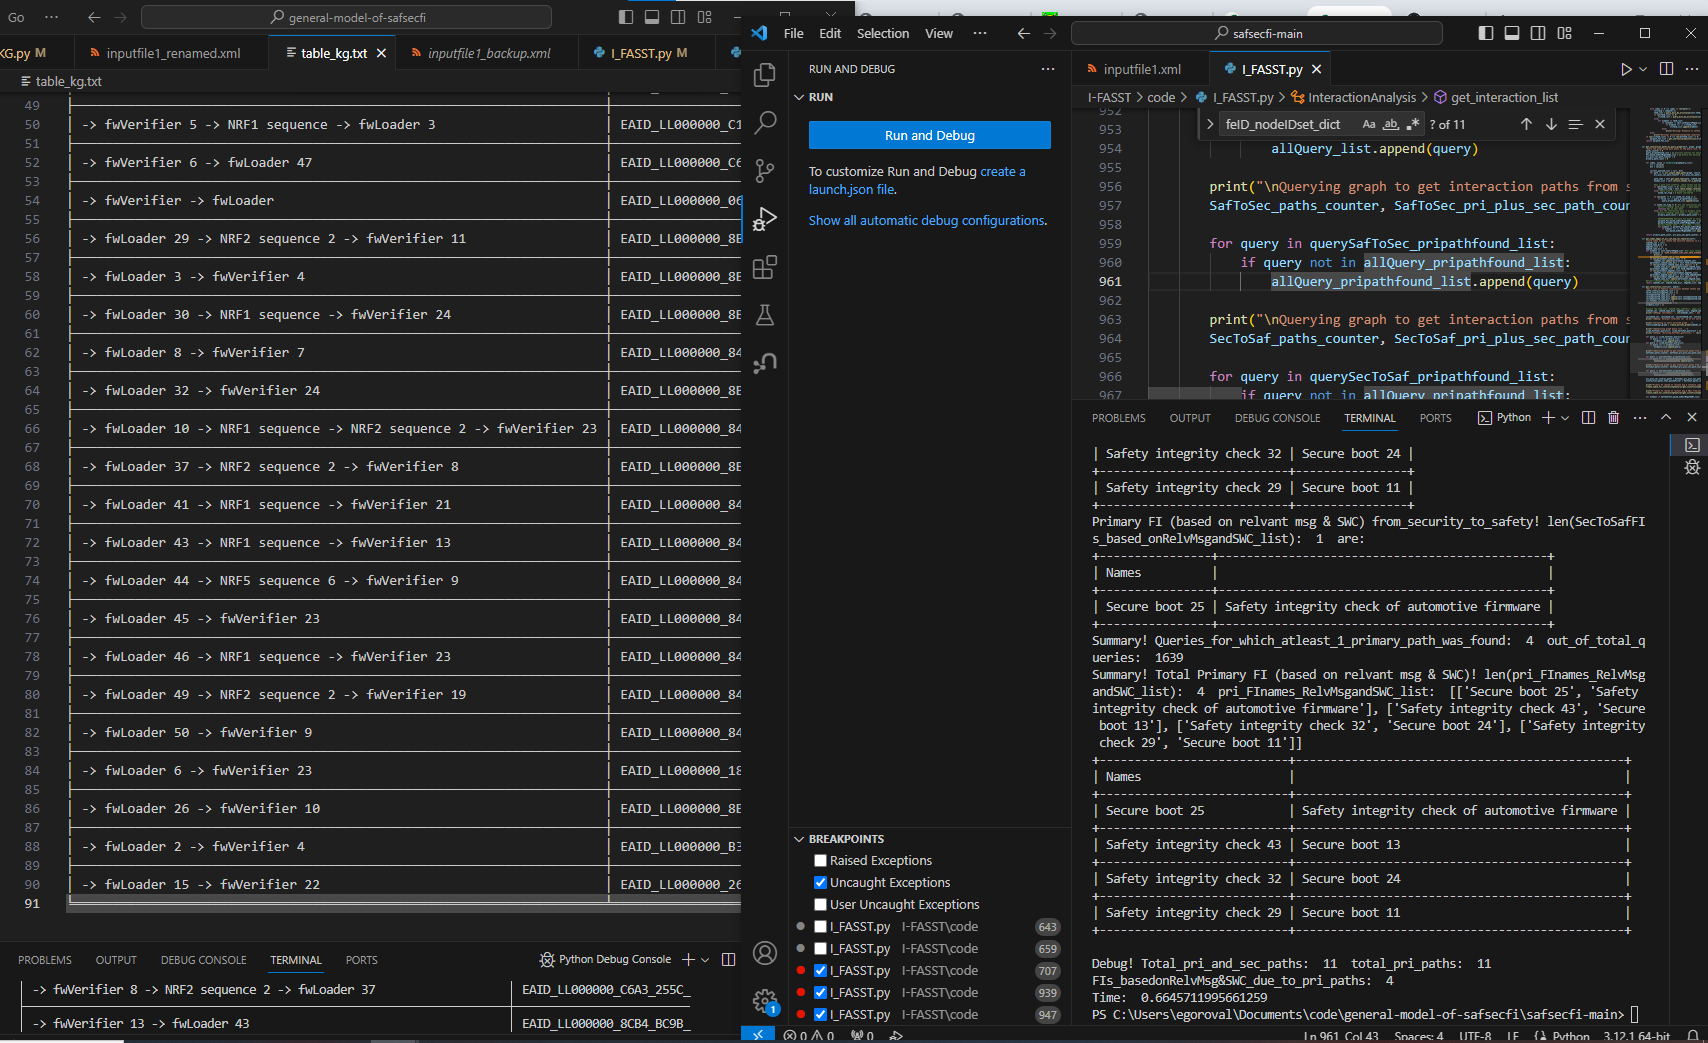 Go ··· general-model-of-safsecfi
KG.py M inputfile1_renamed.xml table_kg.txt inputfile1_backup.xml I_FASST.py M
table_kg.txt
49
50 -> fwVerifier 5 -> NRF1 sequence -> fwLoader 3 EAID_LL000000_C1
51
52 -> fwVerifier 6 -> fwLoader 47 EAID_LL000000_C6
53
54 -> fwVerifier -> fwLoader EAID_LL000000_06
55
56 -> fwLoader 29 -> NRF2 sequence 2 -> fwVerifier 11 EAID_LL000000_8E
57
58 -> fwLoader 3 -> fwVerifier 4 EAID_LL000000_8E
59
60 -> fwLoader 30 -> NRF1 sequence -> fwVerifier 24 EAID_LL000000_8E
61
62 -> fwLoader 8 -> fwVerifier 7 EAID_LL000000_84
63
64 -> fwLoader 32 -> fwVerifier 24 EAID_LL000000_8E
65
66 -> fwLoader 10 -> NRF1 sequence -> NRF2 sequence 2 -> fwVerifier 23 EAID_LL000000_84
67
68 -> fwLoader 37 -> NRF2 sequence 2 -> fwVerifier 8 EAID_LL000000_8E
69
70 -> fwLoader 41 -> NRF1 sequence -> fwVerifier 21 EAID_LL000000_84
71
72 -> fwLoader 43 -> NRF1 sequence -> fwVerifier 13 EAID_LL000000_84
73
74 -> fwLoader 44 -> NRF5 sequence 6 -> fwVerifier 9 EAID_LL000000_84
75
76 -> fwLoader 45 -> fwVerifier 23 EAID_LL000000_84
77
78 -> fwLoader 46 -> NRF1 sequence -> fwVerifier 23 EAID_LL000000_84
79
80 -> fwLoader 49 -> NRF2 sequence 2 -> fwVerifier 19 EAID_LL000000_84
81
82 -> fwLoader 50 -> fwVerifier 9 EAID_LL000000_84
83
84 -> fwLoader 6 -> fwVerifier 23 EAID_LL000000_18
85
86 -> fwLoader 26 -> fwVerifier 10 EAID_LL000000_8E
87
88 -> fwLoader 2 -> fwVerifier 4 EAID_LL000000_B3
89
90 -> fwLoader 15 -> fwVerifier 22 EAID_LL000000_26
91
PROBLEMS OUTPUT DEBUG CONSOLE TERMINAL PORTS Python Debug Console
-> fwVerifier 8 -> NRF2 sequence 2 -> fwLoader 37 EAID_LL000000_C6A3_255C_
-> fwVerifier 13 -> fwLoader 43 EAID_LL000000_8CB4_BC9B_
File Edit Selection View ··· safsecfi-main
RUN AND DEBUG ···
RUN
Run and Debug
To customize Run and Debug create a
launch.json file.
Show all automatic debug configurations.
BREAKPOINTS
Raised Exceptions
Uncaught Exceptions
User Uncaught Exceptions
I_FASST.py I-FASST\code 643
I_FASST.py I-FASST\code 659
I_FASST.py I-FASST\code 707
I_FASST.py I-FASST\code 939
I_FASST.py I-FASST\code 947
1
inputfile1.xml I_FASST.py
I-FASST > code > I_FASST.py > InteractionAnalysis > get_interaction_list
feID_nodeIDset_dict Aa ab .* ? of 11
952
953
954 allQuery_list.append(query)
955
956 print("\nQuerying graph to get interaction paths from s
957 SafToSec_paths_counter, SafToSec_pri_plus_sec_path_cour
958
959 for query in querySafToSec_pripathfound_list:
960 if query not in allQuery_pripathfound_list:
961 allQuery_pripathfound_list.append(query)
962
963 print("\nQuerying graph to get interaction paths from s
964 SecToSaf_paths_counter, SecToSaf_pri_plus_sec_path_cour
965
966 for query in querySecToSaf_pripathfound_list:
967 if query not in allQuery_pripathfound_list:
PROBLEMS OUTPUT DEBUG CONSOLE TERMINAL PORTS Python
| Safety integrity check 32 | Secure boot 24 |
| Safety integrity check 29 | Secure boot 11 |
Primary FI (based on relvant msg & SWC) from_security_to_safety! len(SecToSafFI
s_based_onRelvMsgandSWC_list): 1 are:
| Names | |
| Secure boot 25 | Safety integrity check of automotive firmware |
Summary! Queries_for_which_atleast_1_primary_path_was_found: 4 out_of_total_q
ueries: 1639
Summary! Total Primary FI (based on relvant msg & SWC)! len(pri_FInames_RelvMsg
andSWC_list): 4 pri_FInames_RelvMsgandSWC_list: [['Secure boot 25', 'Safety
integrity check of automotive firmware'], ['Safety integrity check 43', 'Secure
boot 13'], ['Safety integrity check 32', 'Secure boot 24'], ['Safety integrity
check 29', 'Secure boot 11']]
| Names | |
| Secure boot 25 | Safety integrity check of automotive firmware |
| Safety integrity check 43 | Secure boot 13 |
| Safety integrity check 32 | Secure boot 24 |
| Safety integrity check 29 | Secure boot 11 |
Debug! Total_pri_and_sec_paths: 11 total_pri_paths: 11
FIs_basedonRelvMsg&SWC_due_to_pri_paths: 4
Time: 0.6645711995661259
PS C:\Users\egoroval\Documents\code\general-model-of-safsecfi\safsecfi-main>
0 0 0 Ln 961, Col 43 Spaces: 4 UTF-8 LF Python 3.12.1 64-bit